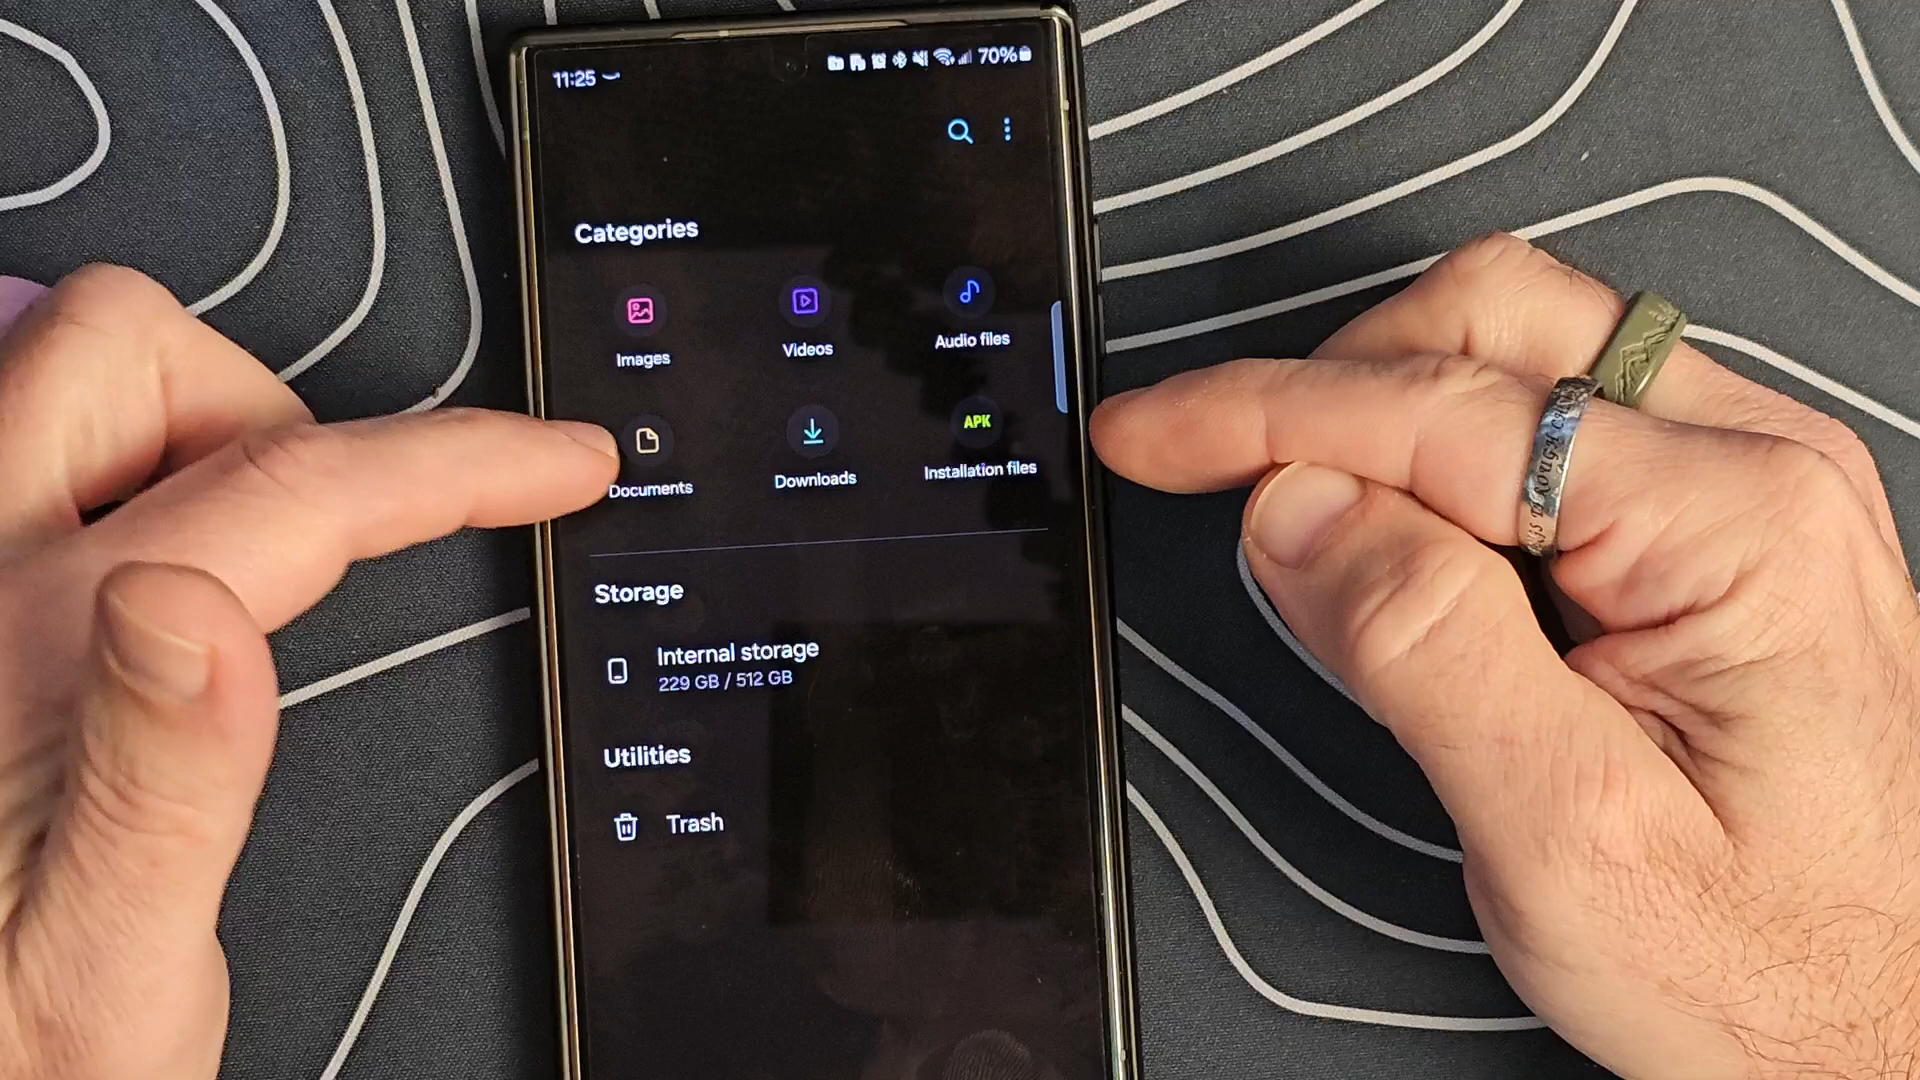 11:25
70%
Categories
Images
Videos
Audio files
APK
Documents
Downloads
Installation files
Storage
Internal storage
229 GB / 512 GB
Utilities
Trash